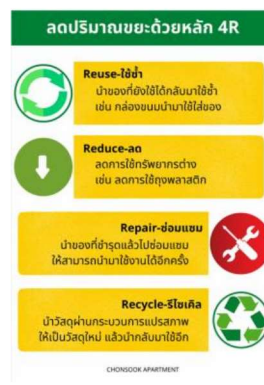 ลดปริมาณขยะด้วยหลัก 4R
Reuse-ใช้ซ้ำ
นำของที่ยังใช้ได้กลับมาใช้ซ้ำ
เช่น กล่องขนมนำมาใช้ใส่ของ
Reduce-ลด
ลดการใช้ทรัพยากรต่าง
เช่น ลดการใช้ถุงพลาสติก
Repair-ซ่อมแซม
นำของที่ชำรุดแล้วไปซ่อมแซม
ให้สามารถนำมาใช้งานได้อีกครั้ง
Recycle-รีไซเคิล
นำวัสดุผ่านกระบวนการแปรสภาพ
ให้เป็นวัสดุใหม่ แล้วนำกลับมาใช้อีก
CHONSOOK APARTMENT